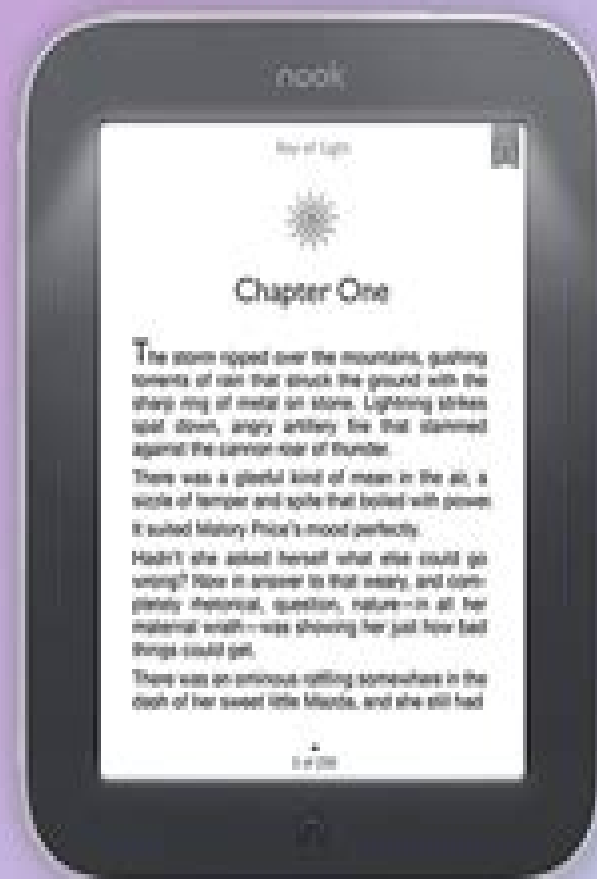 nook
Ray of Light
Chapter One
The storm ripped over the mountains, gushing
torrents of rain that struck the ground with the
sharp ring of metal on stone. Lightning strikes
spat down, angry artillery fire that slammed
against the cannon roar of thunder.
There was a gleeful kind of mean in the air, a
sizzle of temper and spite that boiled with power.
It suited Malory Price's mood perfectly.
Hadn't she asked herself what else could go
wrong? Now in answer to that weary, and com-
pletely rhetorical, question, nature—in all her
maternal wrath—was showing her just how bad
things could get.
There was an ominous rattling somewhere in the
dash of her sweet little Mazda, and she still had